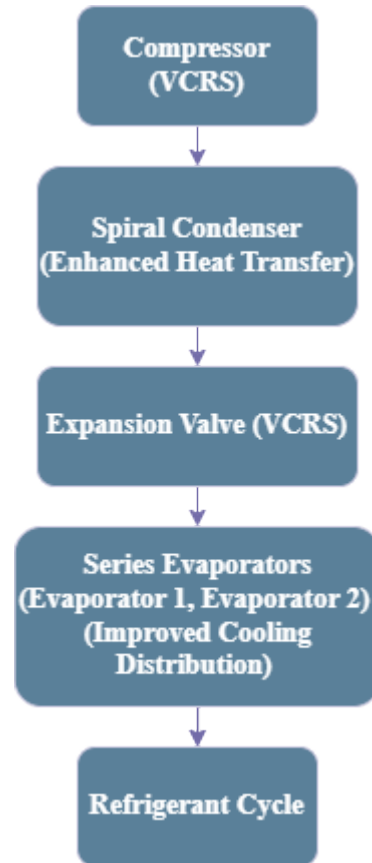 Compressor
(VCRS)
Spiral Condenser
(Enhanced Heat Transfer)
Expansion Valve (VCRS)
Series Evaporators
(Evaporator 1, Evaporator 2)
(Improved Cooling
Distribution)
Refrigerant Cycle